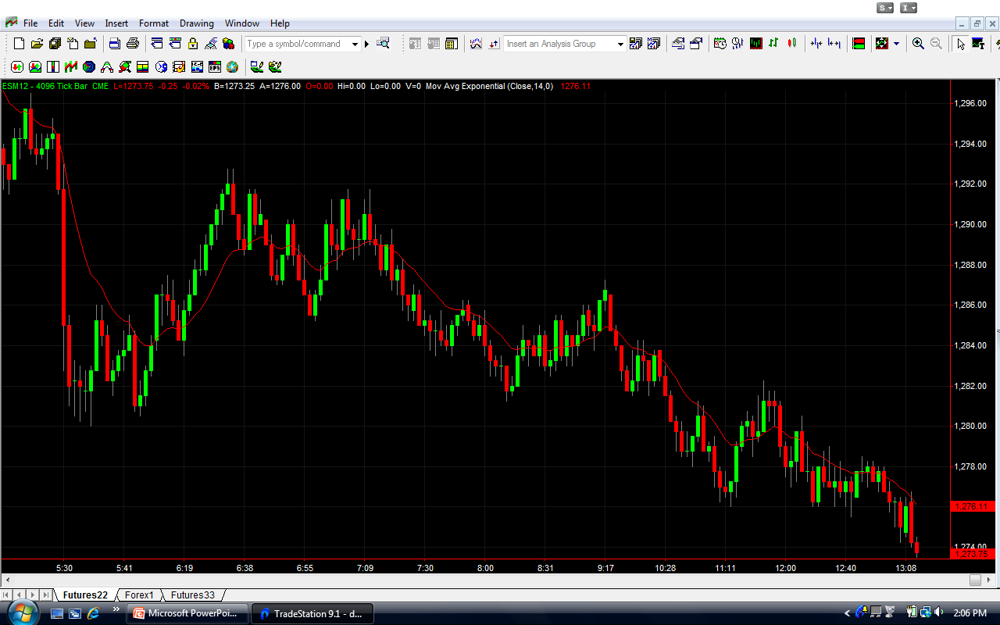 S I
File Edit View Insert Format Drawing Window Help
Type a symbol/command Insert an Analysis Group
EPS
ESM12 - 4096 Tick Bar CME L=1273.75 -0.25 -0.02% B=1273.25 A=1276.00 O=0.00 Hi=0.00 Lo=0.00 V=0 Mov Avg Exponential (Close,14,0) 1276.11
1,296.00
1,294.00
1,292.00
1,290.00
1,288.00
1,286.00
1,284.00
1,282.00
1,280.00
1,278.00
1,276.11
1,274.00
1,273.75
5:30 5:41 6:19 6:38 6:55 7:09 7:30 8:00 8:31 9:17 10:28 11:11 12:00 12:40 13:08
Futures22 Forex1 Futures33
Microsoft PowerPoi... TradeStation 9.1 - d... 2:06 PM